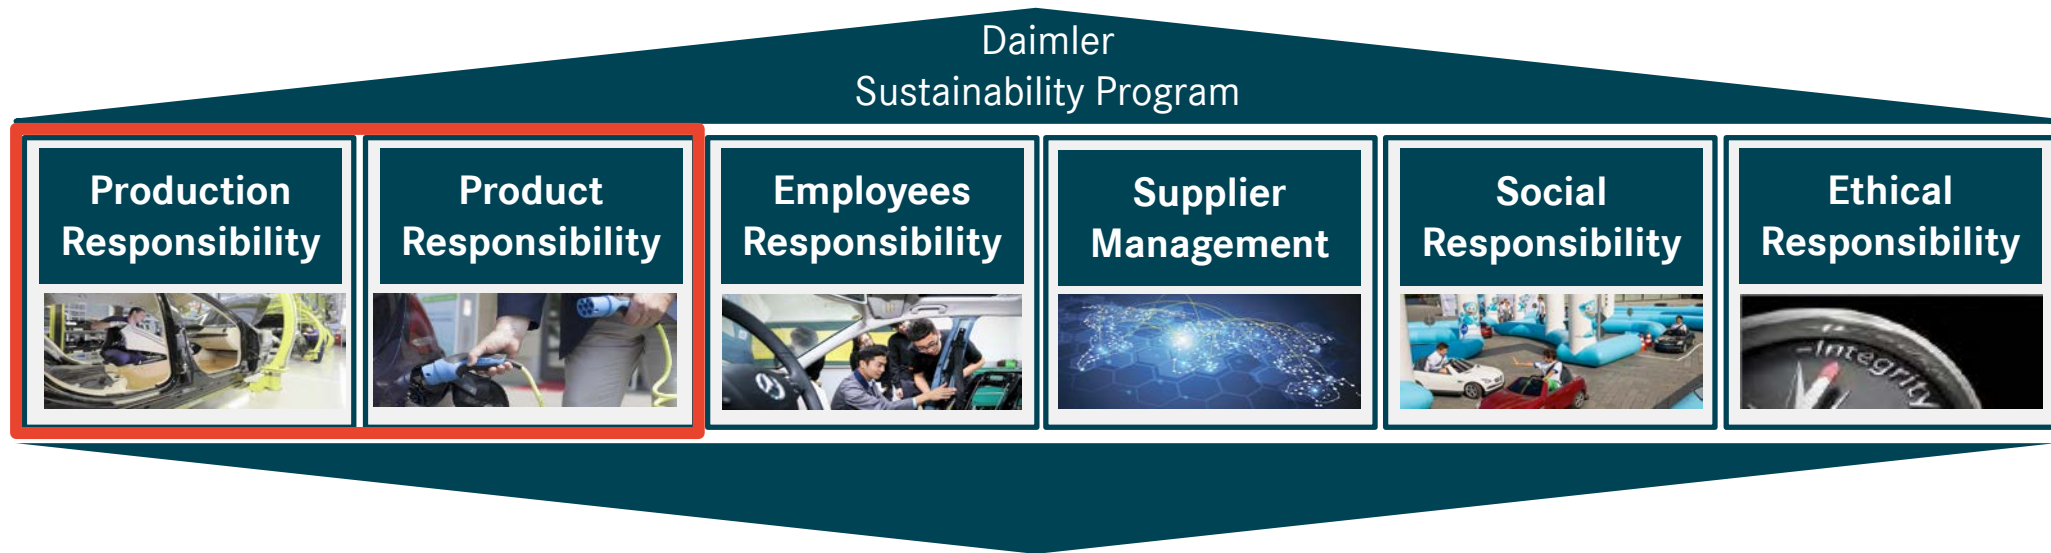 Daimler
Sustainability Program
Production
Responsibility
Product
Responsibility
Employees
Responsibility
Supplier
Management
Social
Responsibility
Ethical
Responsibility
Integrity